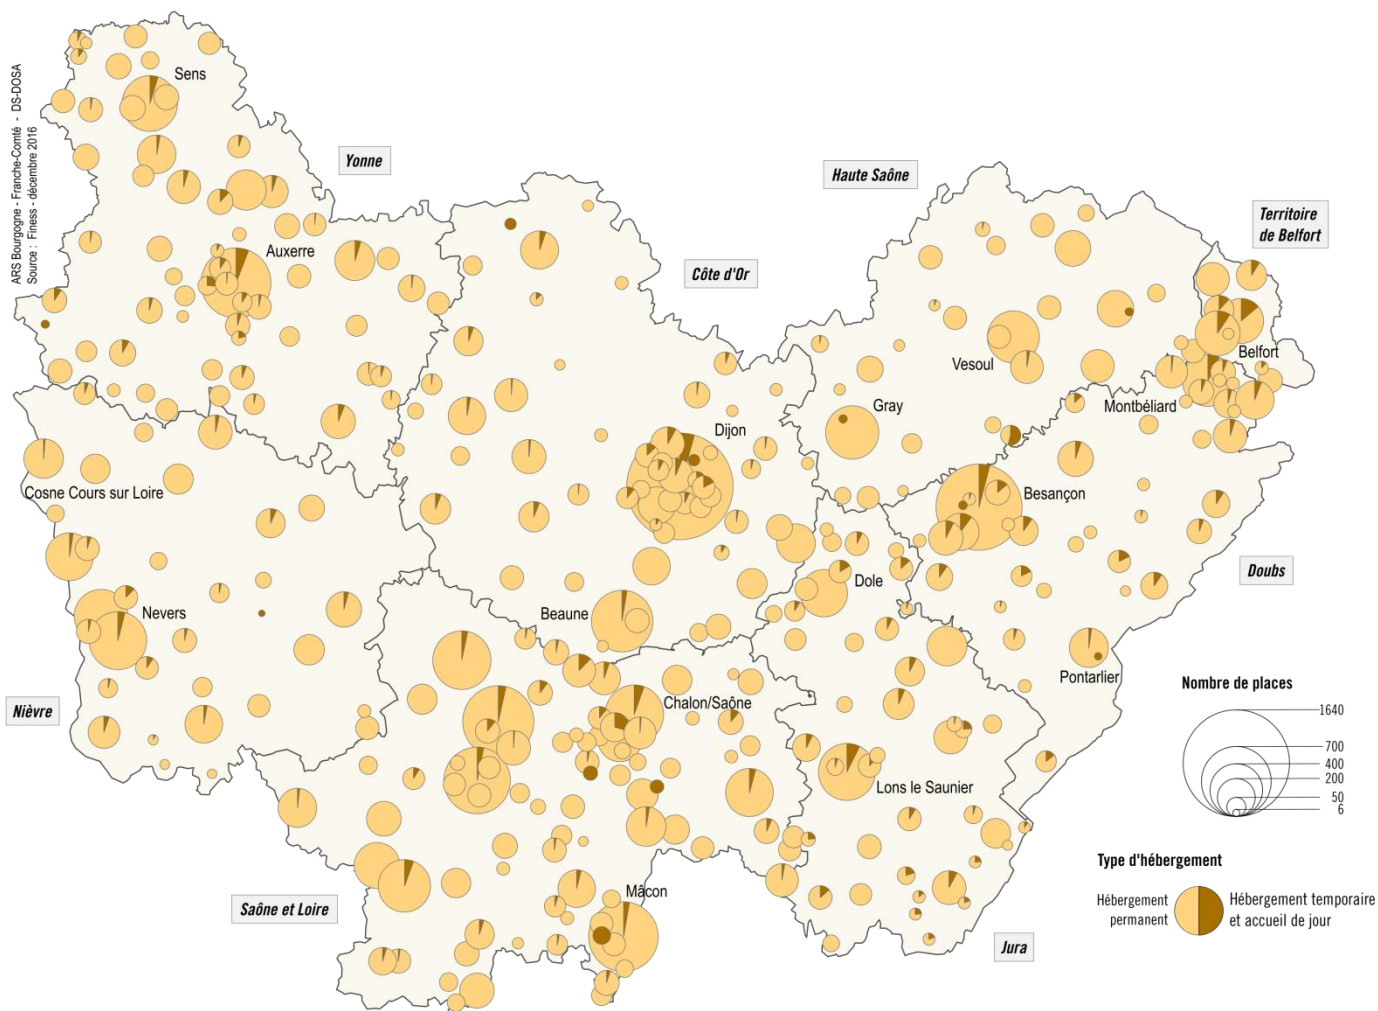 ARS Bourgogne - Franche-Comté - DS-DOSA
Source : Finess - décembre 2016
Sens
Yonne
Haute Saône
Territoire
de Belfort
Auxerre
Côte d'Or
Vesoul
Belfort
Montbéliard
Gray
Dijon
Cosne Cours sur Loire
Besançon
Doubs
Dole
Nevers
Beaune
Pontarlier
Nièvre
Chalon/Saône
Nombre de places
1640
700
400
200
50
6
Lons le Saunier
Type d'hébergement
Hébergement
permanent
Hébergement temporaire
et accueil de jour
Mâcon
Saône et Loire
Jura